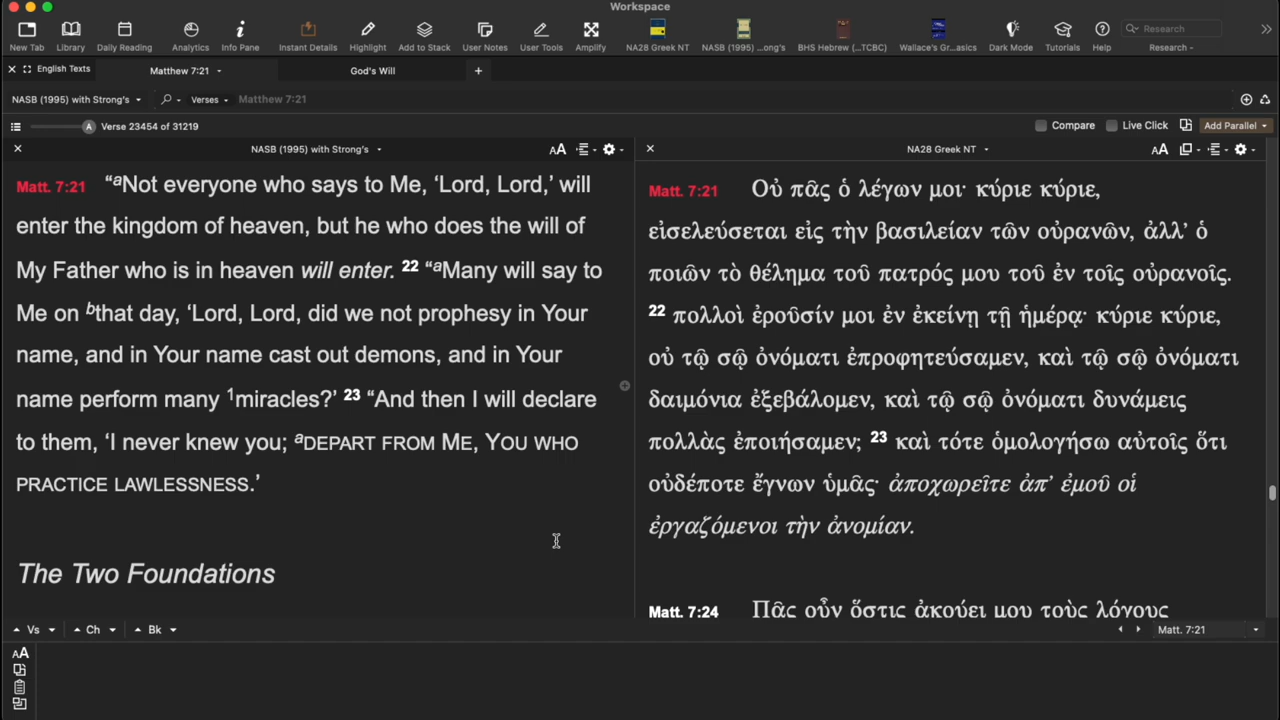 Workspace
New Tab Library Daily Reading Analytics Info Pane Instant Details Highlight Add to Stack User Notes User Tools Amplify NA28 Greek NT NASB (1995) ...ong's BHS Hebrew (...TCBC) Wallace's Gr...asics Dark Mode Tutorials Help Research -
Research
English Texts Matthew 7:21 God's Will
NASB (1995) with Strong's Verses Matthew 7:21
Verse 23454 of 31219 Compare Live Click Add Parallel
NASB (1995) with Strong's
Matt. 7:21 “ᵃNot everyone who says to Me, ‘Lord, Lord,’ will
enter the kingdom of heaven, but he who does the will of
My Father who is in heaven will enter. 22 “ᵃMany will say to
Me on ᵇthat day, ‘Lord, Lord, did we not prophesy in Your
name, and in Your name cast out demons, and in Your
name perform many ¹miracles?’ 23 “And then I will declare
to them, ‘I never knew you; ᵃDEPART FROM ME, YOU WHO
PRACTICE LAWLESSNESS.’
The Two Foundations
NA28 Greek NT
Matt. 7:21 Οὐ πᾶς ὁ λέγων μοι· κύριε κύριε,
εἰσελεύσεται εἰς τὴν βασιλείαν τῶν οὐρανῶν, ἀλλ’ ὁ
ποιῶν τὸ θέλημα τοῦ πατρός μου τοῦ ἐν τοῖς οὐρανοῖς.
22 πολλοὶ ἐροῦσίν μοι ἐν ἐκείνῃ τῇ ἡμέρᾳ· κύριε κύριε,
οὐ τῷ σῷ ὀνόματι ἐπροφητεύσαμεν, καὶ τῷ σῷ ὀνόματι
δαιμόνια ἐξεβάλομεν, καὶ τῷ σῷ ὀνόματι δυνάμεις
πολλὰς ἐποιήσαμεν; 23 καὶ τότε ὁμολογήσω αὐτοῖς ὅτι
οὐδέποτε ἔγνων ὑμᾶς· ἀποχωρεῖτε ἀπ’ ἐμοῦ οἱ
ἐργαζόμενοι τὴν ἀνομίαν.
Matt. 7:24 Πᾶς οὖν ὅστις ἀκούει μου τοὺς λόγους
Vs Ch Bk Matt. 7:21